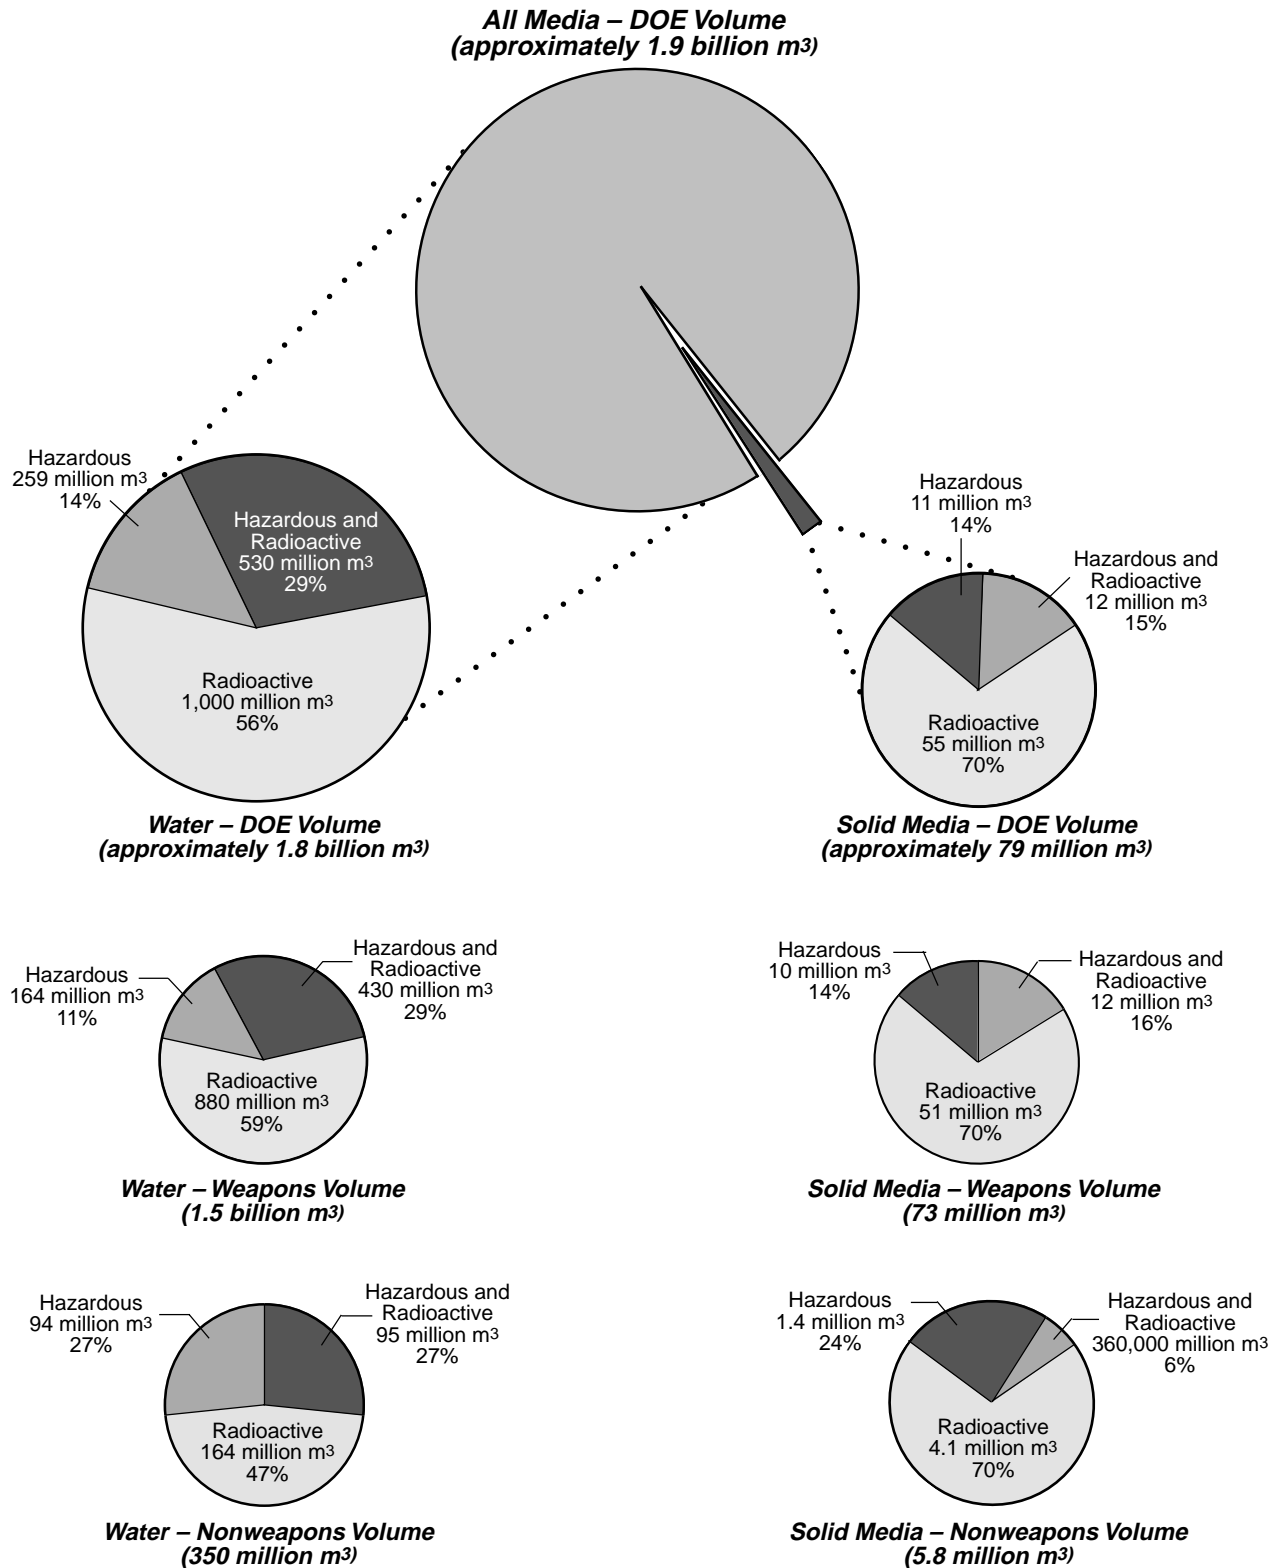 All Media – DOE Volume
(approximately 1.9 billion m3)
Hazardous
259 million m3
14%
Hazardous and
Radioactive
530 million m3
29%
Radioactive
1,000 million m3
56%
Water – DOE Volume
(approximately 1.8 billion m3)
Hazardous
11 million m3
14%
Hazardous and
Radioactive
12 million m3
15%
Radioactive
55 million m3
70%
Solid Media – DOE Volume
(approximately 79 million m3)
Hazardous
164 million m3
11%
Hazardous and
Radioactive
430 million m3
29%
Radioactive
880 million m3
59%
Water – Weapons Volume
(1.5 billion m3)
Hazardous
10 million m3
14%
Hazardous and
Radioactive
12 million m3
16%
Radioactive
51 million m3
70%
Solid Media – Weapons Volume
(73 million m3)
Hazardous
94 million m3
27%
Hazardous and
Radioactive
95 million m3
27%
Radioactive
164 million m3
47%
Water – Nonweapons Volume
(350 million m3)
Hazardous
1.4 million m3
24%
Hazardous and
Radioactive
360,000 million m3
6%
Radioactive
4.1 million m3
70%
Solid Media – Nonweapons Volume
(5.8 million m3)